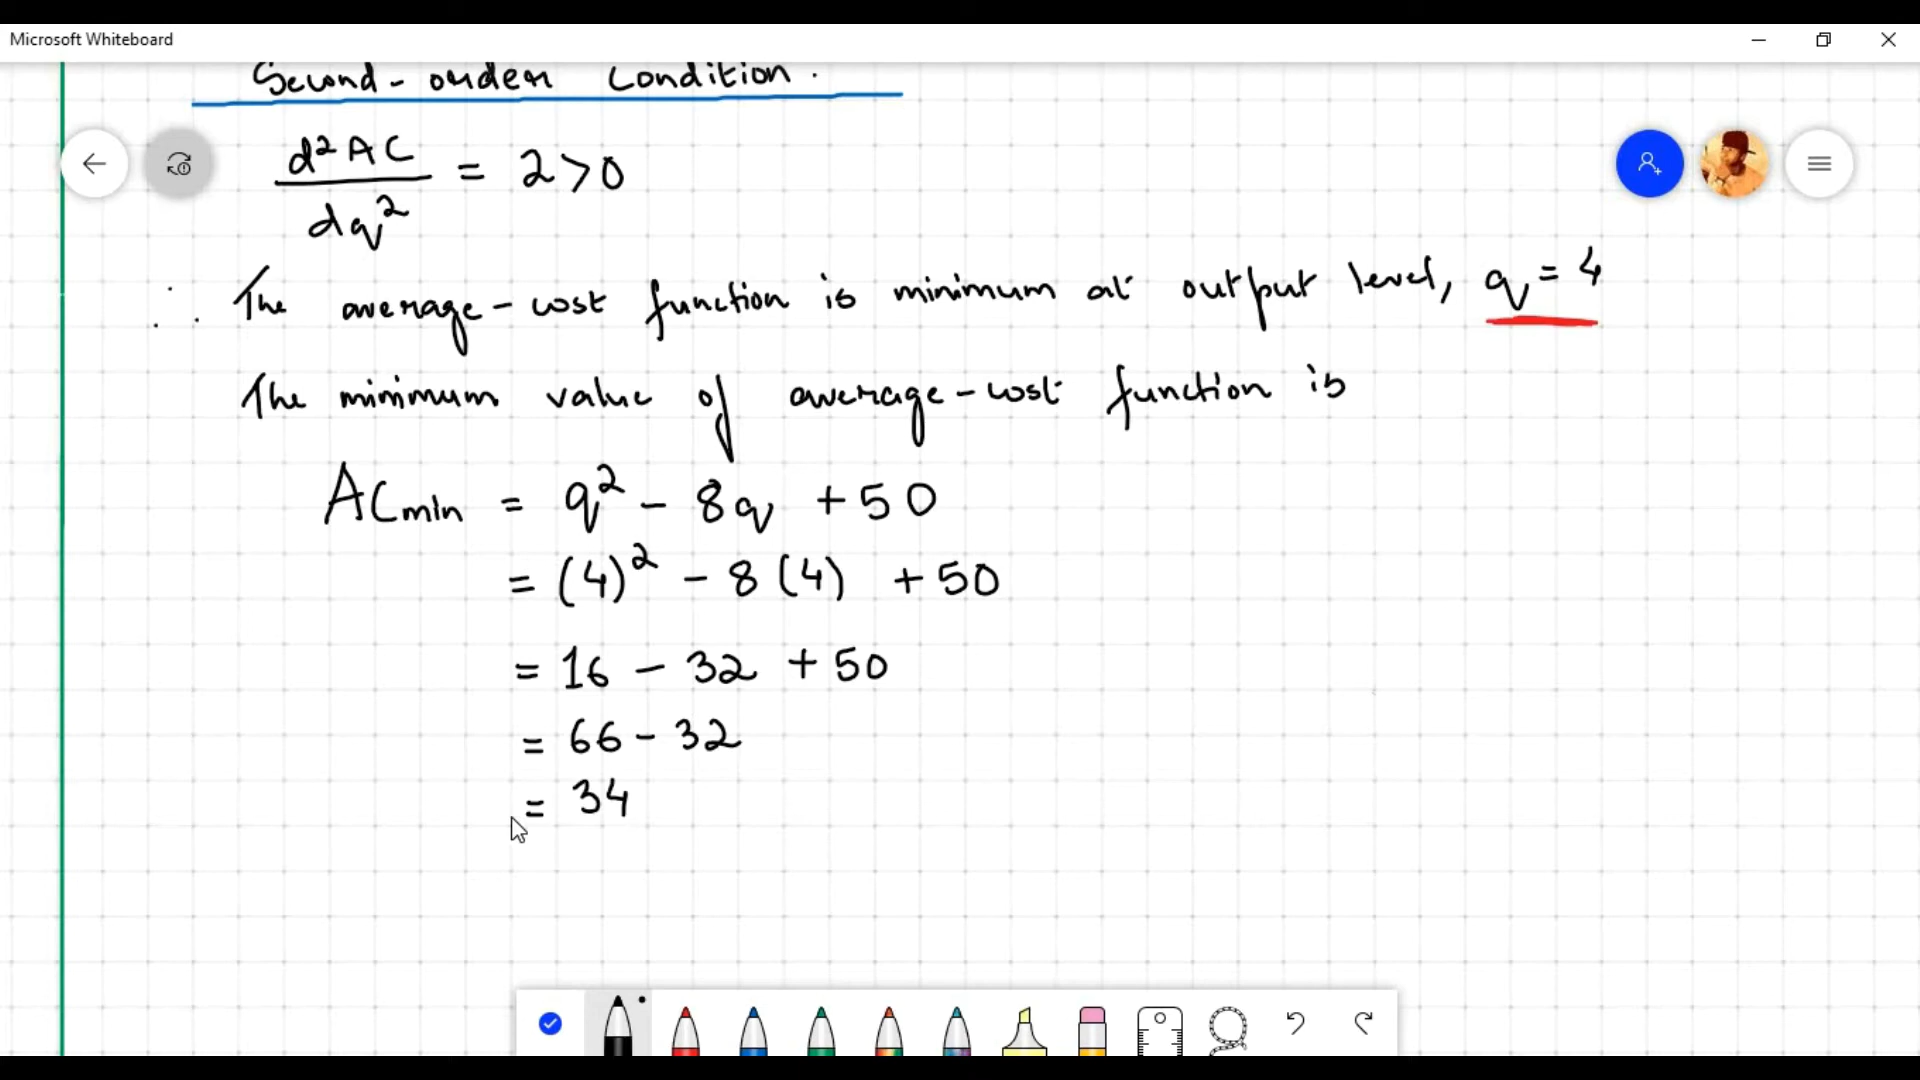 Microsoft Whiteboard
Second-order Condition.
d²AC/dq² = 2>0
∴ The average-cost function is minimum at output level, q = 4
The minimum value of average-cost function is
ACmin = q² - 8q + 50
= (4)² - 8(4) + 50
= 16 - 32 + 50
= 66 - 32
= 34